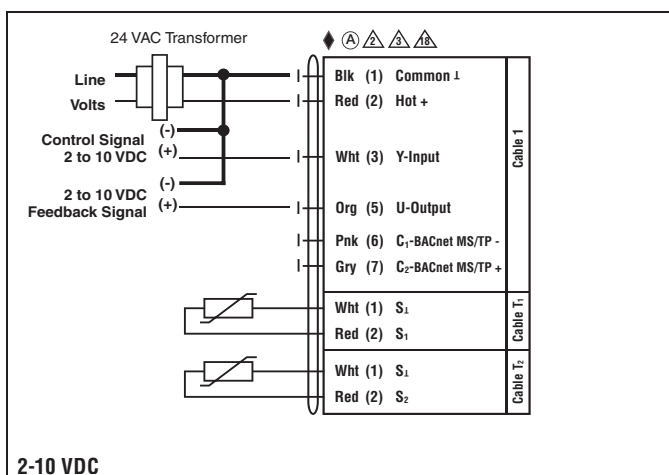 24 VAC Transformer
A 2 3 18
Line
Volts
Control Signal
2 to 10 VDC
(-)
(+)
2 to 10 VDC
Feedback Signal
(-)
(+)
Blk (1) Common ⊥
Red (2) Hot +
Wht (3) Y-Input
Org (5) U-Output
Pnk (6) C₁-BACnet MS/TP -
Gry (7) C₂-BACnet MS/TP +
Cable 1
Wht (1) S⊥
Red (2) S₁
Cable T₁
Wht (1) S⊥
Red (2) S₂
Cable T₂
2-10 VDC